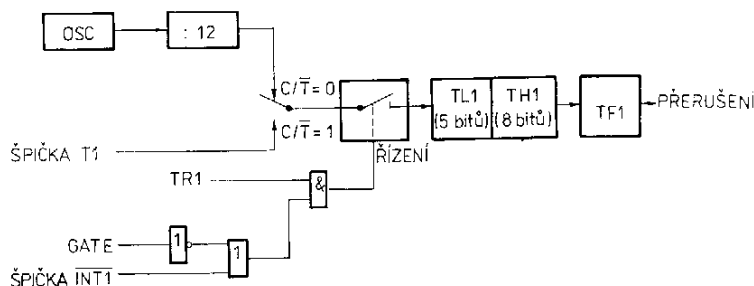 OSC
: 12
C/T̅ = 0
C/T̅ = 1
TL1
(5 bitů)
TH1
(8 bitů)
TF1
PŘERUŠENÍ
ŠPIČKA T1
ŘÍZENÍ
TR1
&
GATE
1
1
ŠPIČKA I̅N̅T̅1̅